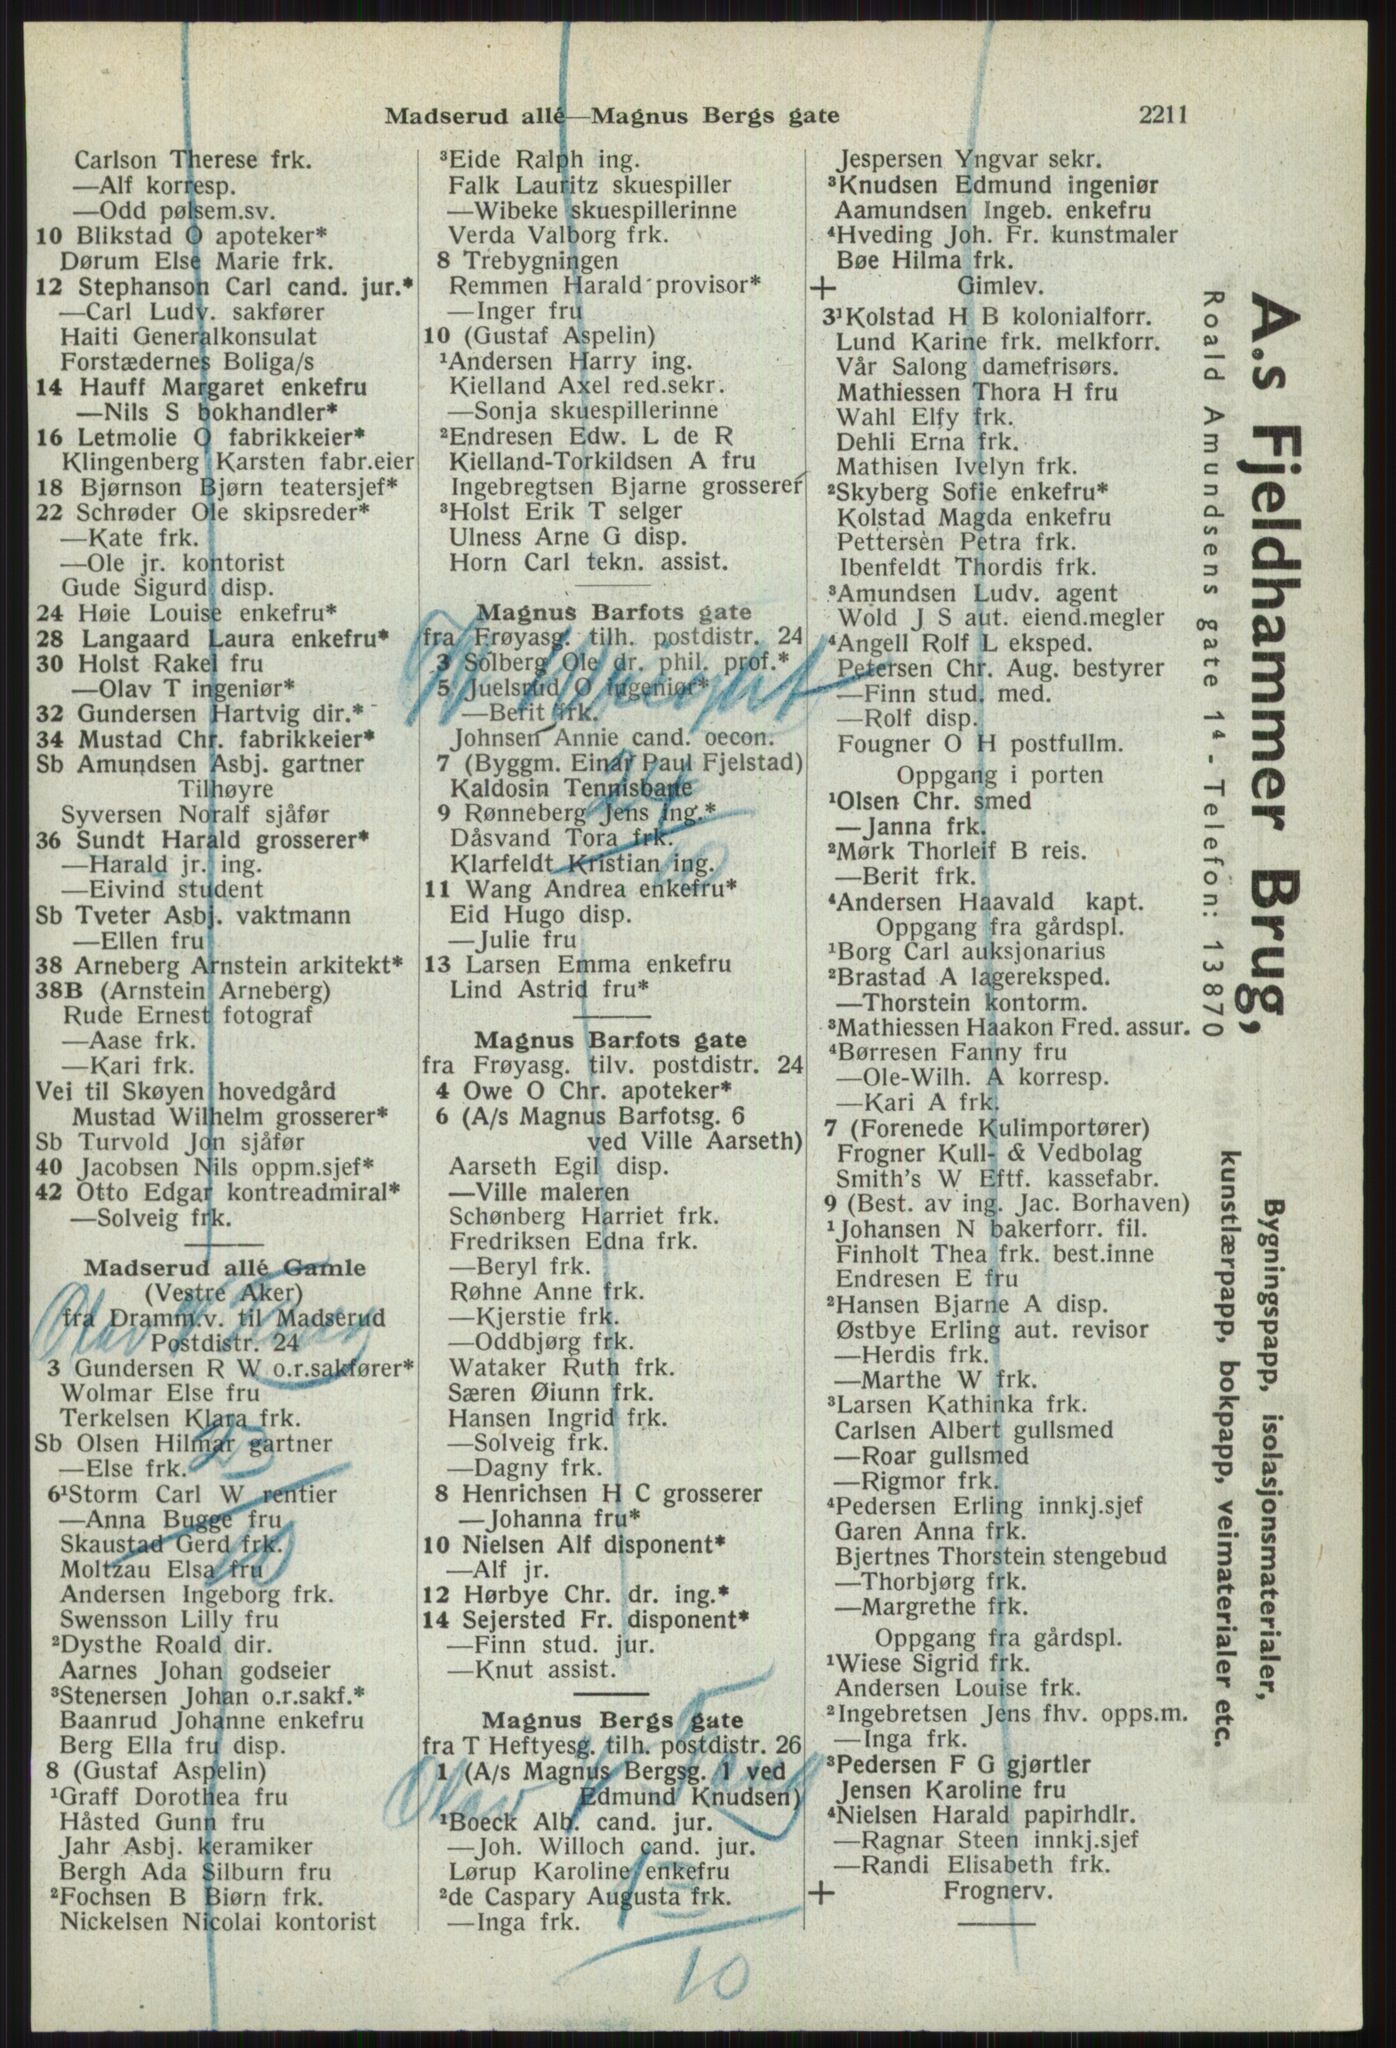 Madserud allé—Magnus Bergs gate
2211
Carlson Therese frk.
—Alf korresp.
—Odd pølsem.sv.
10 Blikstad O apoteker*
Dørum Else Marie frk.
12 Stephanson Carl cand. jur.*
—Carl Ludv. sakfører
Haiti Generalkonsulat
Forstædernes Boliga/s
14 Hauff Margaret enkefru
—Nils S bokhandler*
16 Letmolie O fabrikkeier*
Klingenberg Karsten fabr.eier
18 Bjørnson Bjørn teatersjef*
22 Schrøder Ole skipsreder*
—Kate frk.
—Ole jr. kontorist
Gude Sigurd disp.
24 Høie Louise enkefru*
28 Langaard Laura enkefru*
30 Holst Rakel fru
—Olav T ingeniør*
32 Gundersen Hartvig dir.*
34 Mustad Chr. fabrikkeier*
Sb Amundsen Asbj. gartner
Tilhøyre
Syversen Noralf sjåfør
36 Sundt Harald grosserer*
—Harald jr. ing.
—Eivind student
Sb Tveter Asbj. vaktmann
—Ellen fru
38 Arneberg Arnstein arkitekt*
38B (Arnstein Arneberg)
Rude Ernest fotograf
—Aase frk.
—Kari frk.
Vei til Skøyen hovedgård
Mustad Wilhelm grosserer*
Sb Turvold Jon sjåfør
40 Jacobsen Nils oppm.sjef*
42 Otto Edgar kontreadmiral*
—Solveig frk.
Madserud allé Gamle
(Vestre Aker)
fra Dramm.v. til Madserud
Postdistr. 24
3 Gundersen R W o.r.sakfører*
Wolmar Else fru
Terkelsen Klara frk.
Sb Olsen Hilmar gartner
—Else frk.
6¹Storm Carl W rentier
—Anna Bugge fru
Skaustad Gerd frk.
Moltzau Elsa fru
Andersen Ingeborg frk.
Swensson Lilly fru
²Dysthe Roald dir.
Aarnes Johan godseier
³Stenersen Johan o.r.sakf.*
Baanrud Johanne enkefru
Berg Ella fru disp.
8 (Gustaf Aspelin)
¹Graff Dorothea fru
Håsted Gunn fru
Jahr Asbj. keramiker
Bergh Ada Silburn fru
²Fochsen B Biørn frk.
Nickelsen Nicolai kontorist
³Eide Ralph ing.
Falk Lauritz skuespiller
—Wibeke skuespillerinne
Verda Valborg frk.
8 Trebygningen
Remmen Harald provisor*
—Inger fru
10 (Gustaf Aspelin)
¹Andersen Harry ing.
Kielland Axel red.sekr.
—Sonja skuespillerinne
²Endresen Edw. L de R
Kielland-Torkildsen A fru
Ingebregtsen Bjarne grosserer
³Holst Erik T selger
Ulness Arne G disp.
Horn Carl tekn. assist.
Magnus Barfots gate
fra Frøyasg. tilh. postdistr. 24
3 Solberg Ole dr. phil. prof.*
5 Juelsrud O ingeniør*
—Berit frk.
Johnsen Annie cand. oecon.
7 (Byggm. Einar Paul Fjelstad)
Kaldosin Tennisbane
9 Rønneberg Jens ing.*
Dåsvand Tora frk.
Klarfeldt Kristian ing.
11 Wang Andrea enkefru*
Eid Hugo disp.
—Julie fru
13 Larsen Emma enkefru
Lind Astrid fru*
Magnus Barfots gate
fra Frøyasg. tilv. postdistr. 24
4 Owe O Chr. apoteker*
6 (A/s Magnus Barfotsg. 6
ved Ville Aarseth)
Aarseth Egil disp.
—Ville maleren
Schønberg Harriet frk.
Fredriksen Edna frk.
—Beryl frk.
Røhne Anne frk.
—Kjerstie frk.
—Oddbjørg frk.
Wataker Ruth frk.
Særen Øiunn frk.
Hansen Ingrid frk.
—Solveig frk.
—Dagny frk.
8 Henrichsen H C grosserer
—Johanna fru*
10 Nielsen Alf disponent*
—Alf jr.
12 Hørbye Chr. dr. ing.*
14 Sejersted Fr. disponent*
—Finn stud. jur.
—Knut assist.
Magnus Bergs gate
fra T Heftyesg. tilh. postdistr. 26
1 (A/s Magnus Bergsg. 1 ved
Edmund Knudsen)
¹Boeck Alb. cand. jur.
—Joh. Willoch cand. jur.
Lørup Karoline enkefru
²de Caspary Augusta frk.
—Inga frk.
10
Jespersen Yngvar sekr.
³Knudsen Edmund ingeniør
Aamundsen Ingeb. enkefru
⁴Hveding Joh. Fr. kunstmaler
Bøe Hilma frk.
+ Gimlev.
3¹Kolstad H B kolonialforr.
Lund Karine frk. melkforr.
Vår Salong damefrisørs.
Mathiessen Thora H fru
Wahl Elfy frk.
Dehli Erna frk.
Mathisen Ivelyn frk.
²Skyberg Sofie enkefru*
Kolstad Magda enkefru
Pettersen Petra frk.
Ibenfeldt Thordis frk.
³Amundsen Ludv. agent
Wold J S aut. eiend.megler
⁴Angell Rolf L eksped.
Petersen Chr. Aug. bestyrer
—Finn stud. med.
—Rolf disp.
Fougner O H postfullm.
Oppgang i porten
¹Olsen Chr. smed
—Janna frk.
²Mørk Thorleif B reis.
—Berit frk.
⁴Andersen Haavald kapt.
Oppgang fra gårdspl.
¹Borg Carl auksjonarius
²Brastad A lagereksped.
—Thorstein kontorm.
³Mathiessen Haakon Fred. assur.
⁴Børresen Fanny fru
—Ole-Wilh. A korresp.
—Kari A frk.
7 (Forenede Kulimportører)
Frogner Kull- & Vedbolag
Smith's W Eftf. kassefabr.
9 (Best. av ing. Jac. Borhaven)
¹Johansen N bakerforr. fil.
Finholt Thea frk. best.inne
Endresen E fru
²Hansen Bjarne A disp.
Østbye Erling aut. revisor
—Herdis frk.
—Marthe W frk.
³Larsen Kathinka frk.
Carlsen Albert gullsmed
—Roar gullsmed
—Rigmor frk.
⁴Pedersen Erling innkj.sjef
Garen Anna frk.
Bjertnes Thorstein stengebud
—Thorbjørg frk.
—Margrethe frk.
Oppgang fra gårdspl.
¹Wiese Sigrid frk.
Andersen Louise frk.
²Ingebretsen Jens fhv. opps.m.
—Inga frk.
³Pedersen F G gjørtler
Jensen Karoline fru
⁴Nielsen Harald papirhdlr.
—Ragnar Steen innkj.sjef
—Randi Elisabeth frk.
+ Frognerv.
A.s Fjeldhammer Brug,
Roald Amundsens gate 1⁴ - Telefon: 13870
Bygningspapp, isolasjonsmaterialer,
kunstlærpapp, bokpapp, veimaterialer etc.